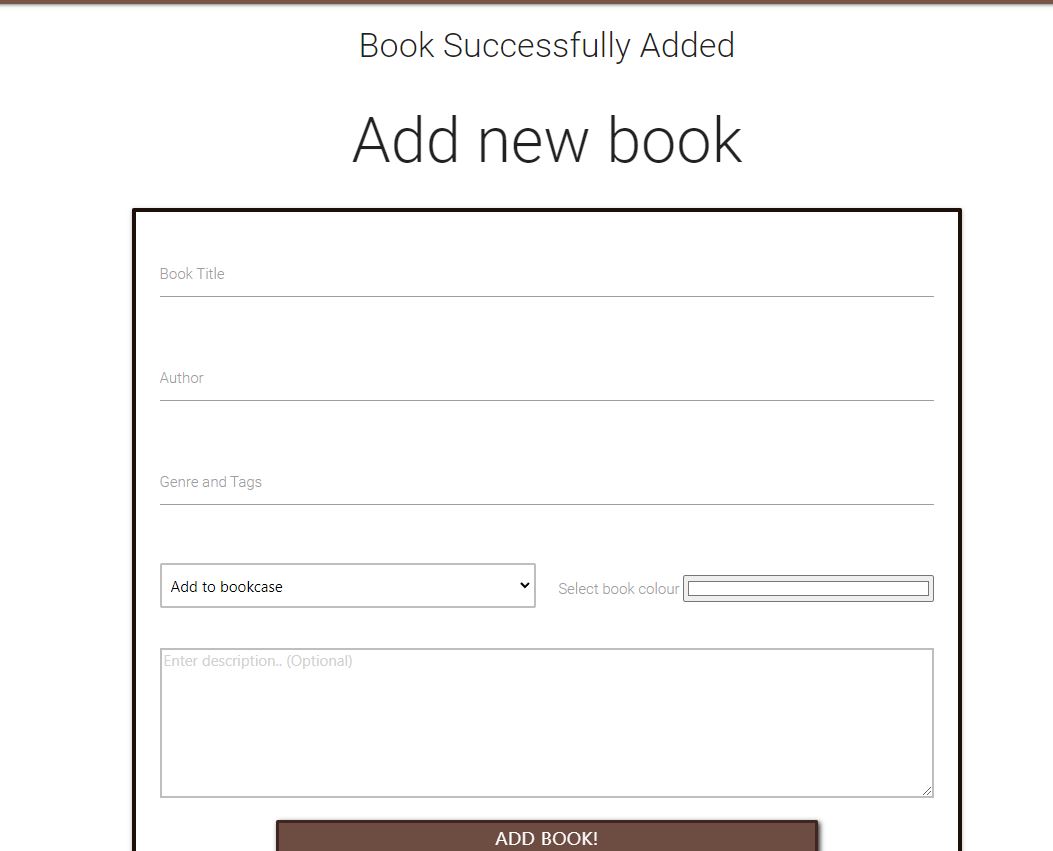 Book Successfully Added
Add new book
Book Title
Author
Genre and Tags
Add to bookcase
Select book colour
Enter description.. (Optional)
ADD BOOK!